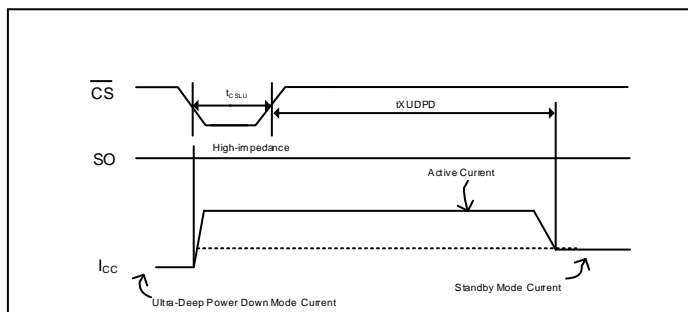 CS
tCSLU
tXUDPD
High-impedance
SO
Active Current
ICC
Ultra-Deep Power Down Mode Current
Standby Mode Current